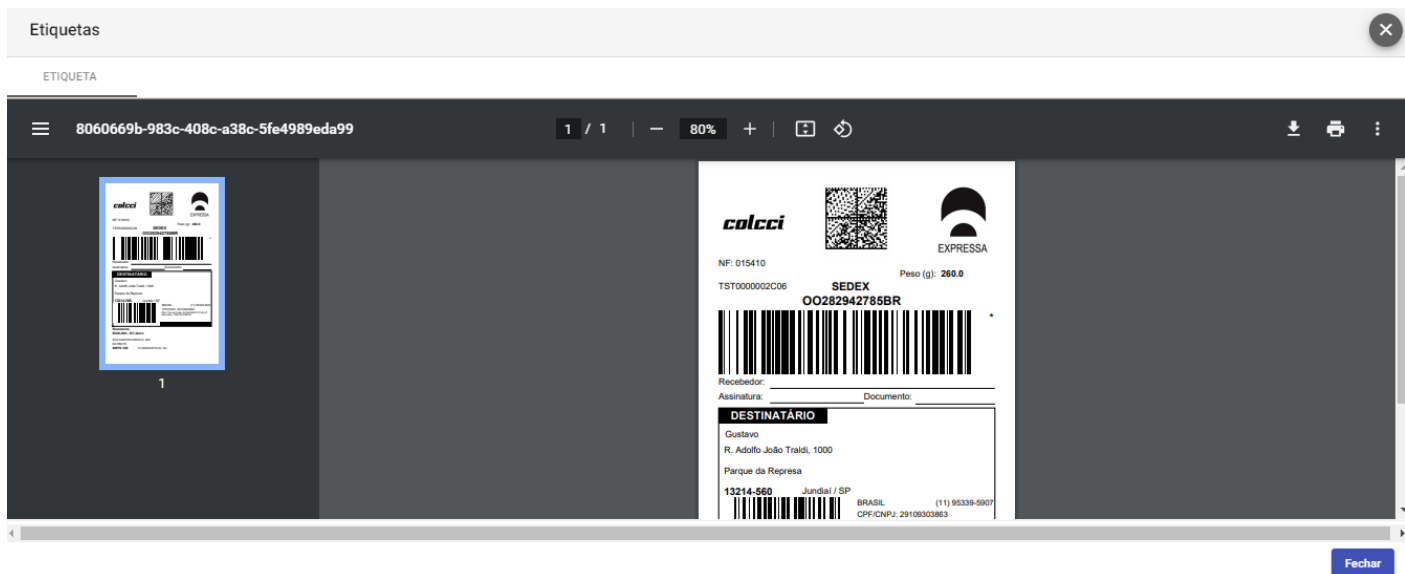 Etiquetas
ETIQUETA
8060669b-983c-408c-a38c-5fe4989eda99
1 / 1
80%
colcci
EXPRESSA
NF: 015410
Peso (g): 260.0
TST0000002C06
SEDEX
OO282942785BR
*
Recebedor:
Assinatura: Documento:
DESTINATÁRIO
Gustavo
R. Adolfo João Traldi, 1000
Parque da Represa
13214-560 Jundiaí / SP
BRASIL (11) 95339-5907
CPF/CNPJ: 29109303863
1
Fechar